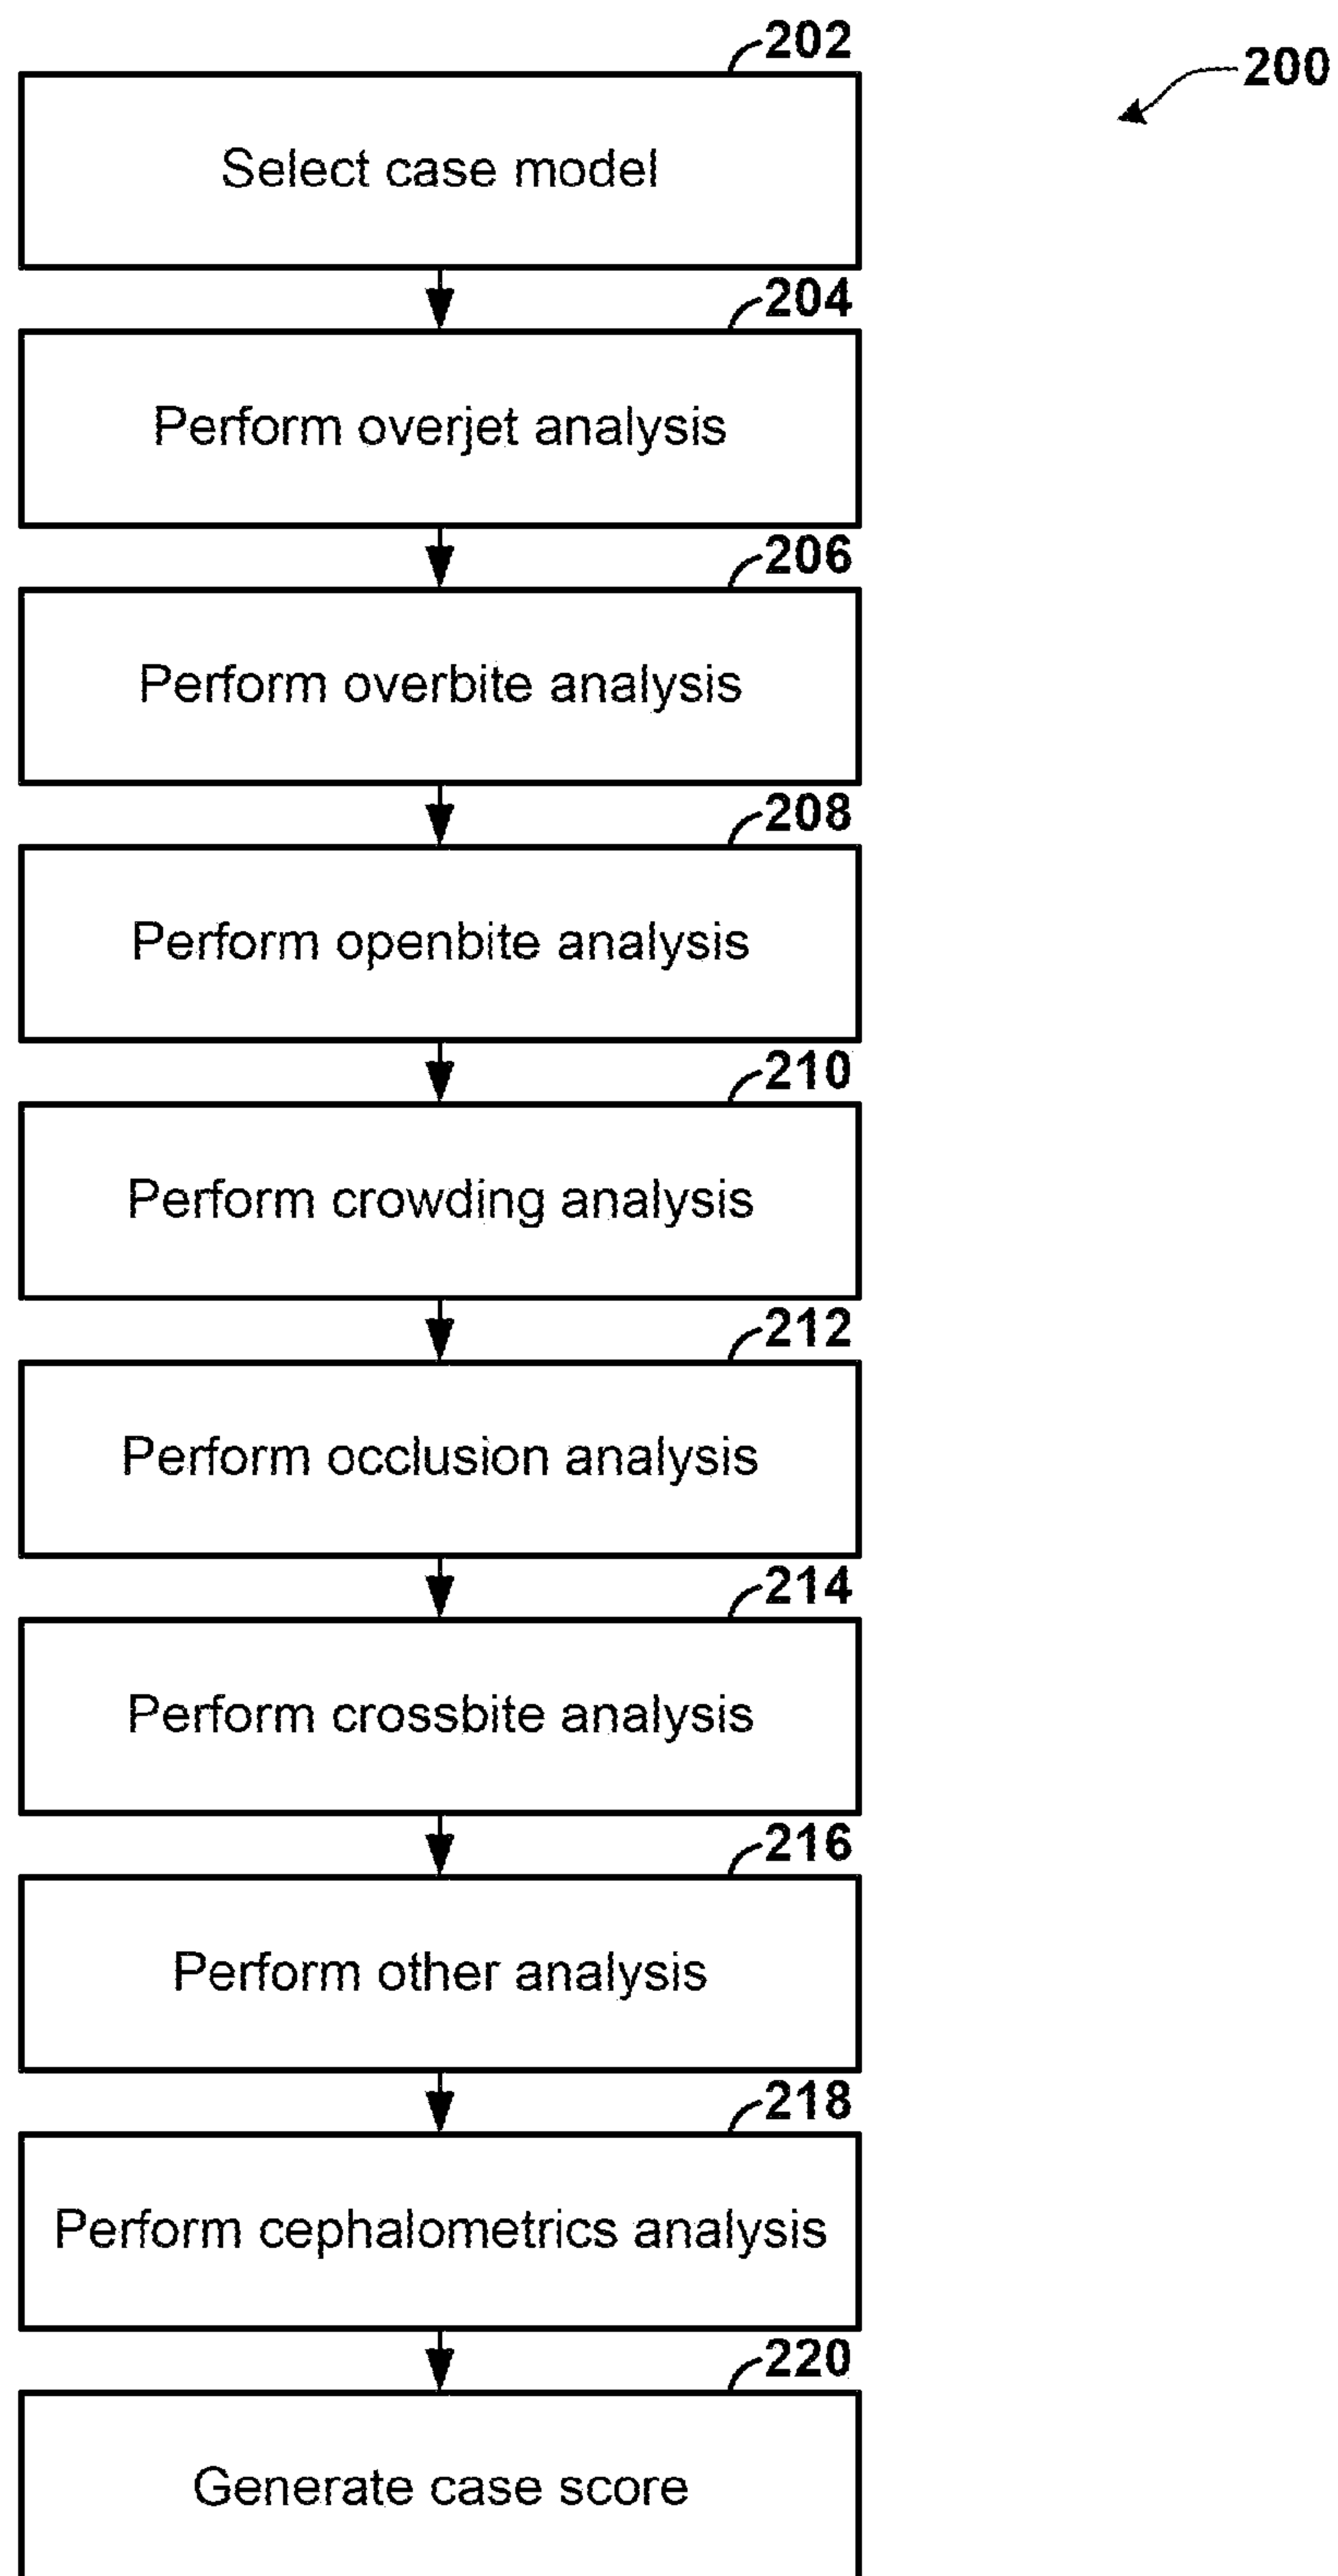 202
200
Select case model
204
Perform overjet analysis
206
Perform overbite analysis
208
Perform openbite analysis
210
Perform crowding analysis
212
Perform occlusion analysis
214
Perform crossbite analysis
216
Perform other analysis
218
Perform cephalometrics analysis
220
Generate case score